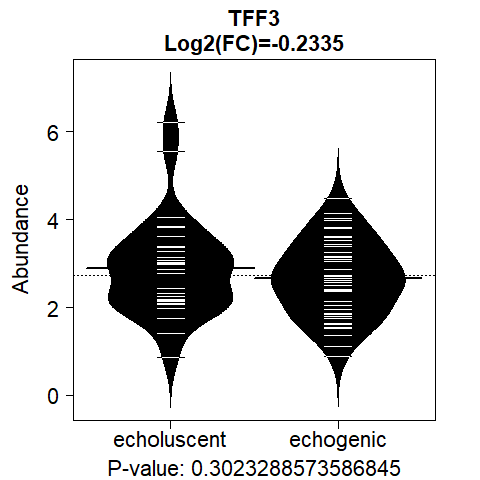 TFF3
Log2(FC)=-0.2335
Abundance
6
4
2
0
echoluscent echogenic
P-value: 0.3023288573586845